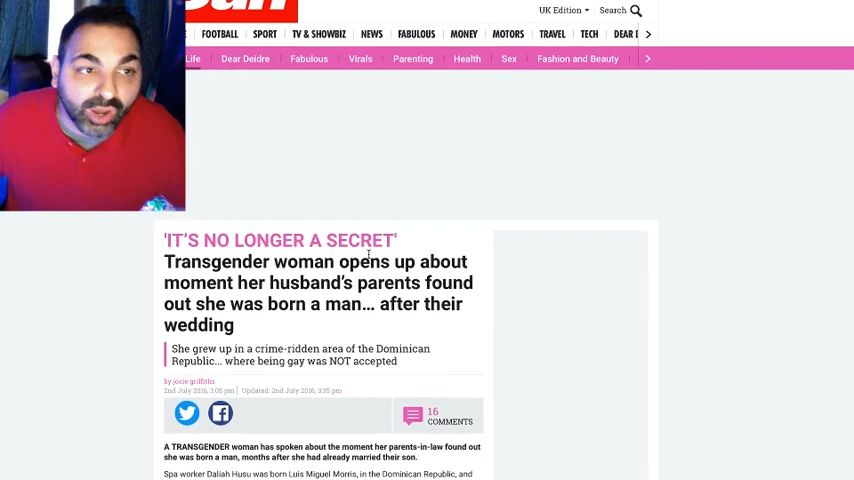 Sun
UK Edition
Search
FOOTBALL SPORT TV & SHOWBIZ NEWS FABULOUS MONEY MOTORS TRAVEL TECH
Life Dear Deidre Fabulous Virals Parenting Health Sex Fashion and Beauty
'IT'S NO LONGER A SECRET'
Transgender woman opens up about
moment her husband's parents found
out she was born a man... after their
wedding
She grew up in a crime-ridden area of the Dominican
Republic... where being gay was NOT accepted
by josie griffiths
2nd July 2016, 3:05 pm | Updated: 2nd July 2016, 3:35 pm
16
COMMENTS
A TRANSGENDER woman has spoken about the moment her parents-in-law found out
she was born a man, months after she had already married their son.
Spa worker Daliah Husu was born Luis Miguel Morris, in the Dominican Republic, and